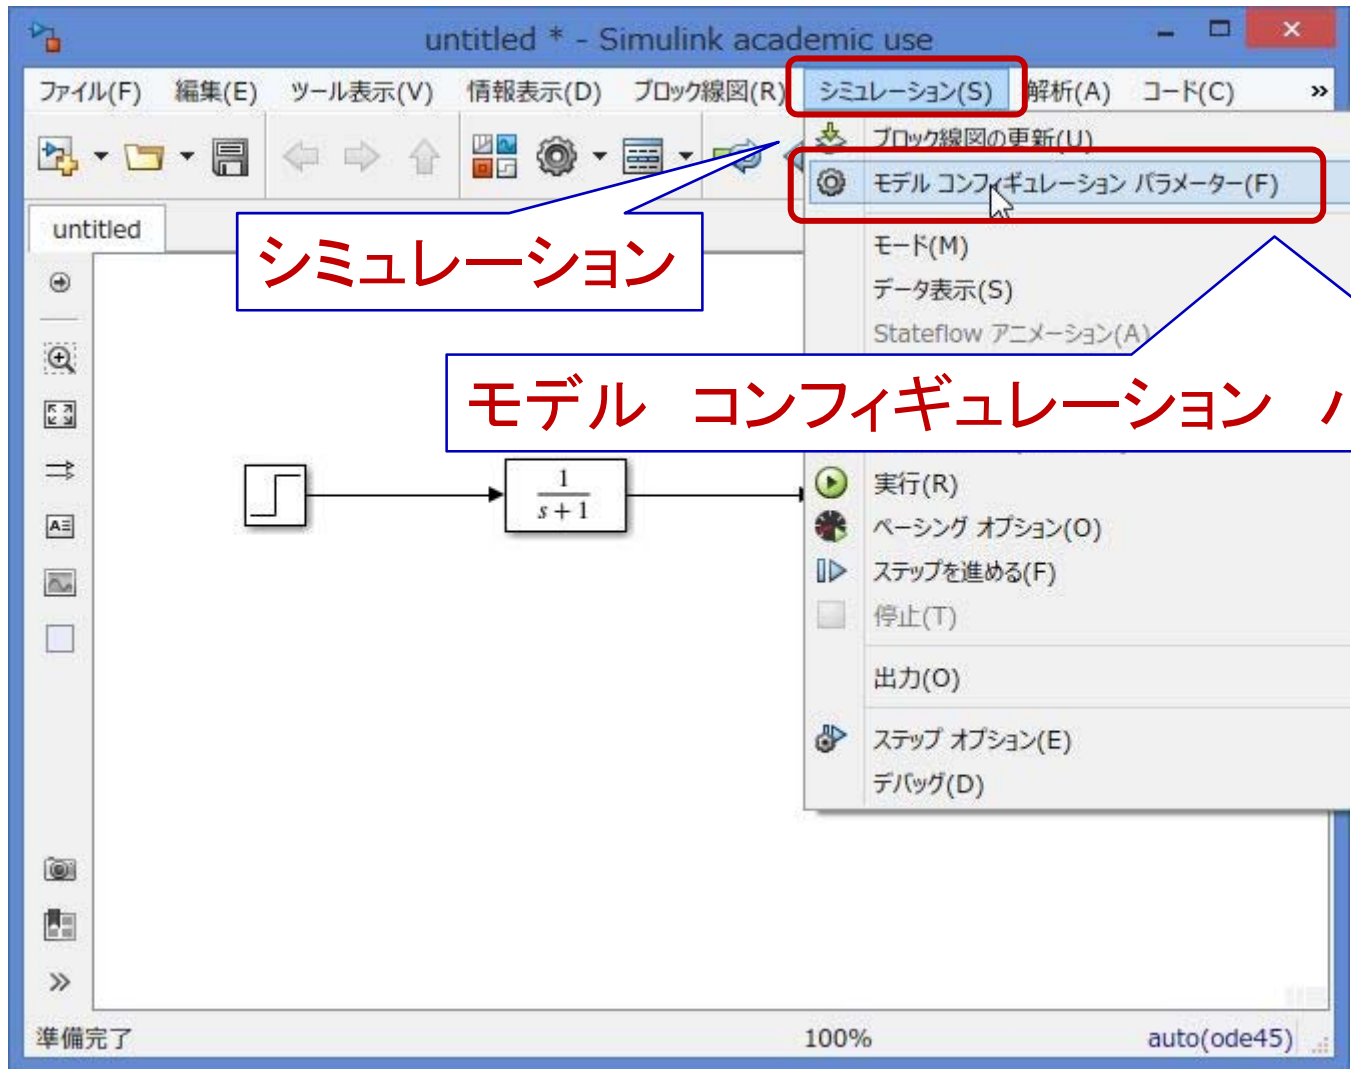 untitled * - Simulink academic use
ファイル(F) 編集(E) ツール表示(V) 情報表示(D) ブロック線図(R) シミュレーション(S) 解析(A) コード(C) »
ブロック線図の更新(U)
モデル コンフィギュレーション パラメーター(F)
untitled
シミュレーション
モード(M)
データ表示(S)
Stateflow アニメーション(A)
モデル　コンフィギュレーション
1
s + 1
実行(R)
ペーシング オプション(O)
ステップを進める(F)
停止(T)
出力(O)
ステップ オプション(E)
デバッグ(D)
準備完了 100% auto(ode45)